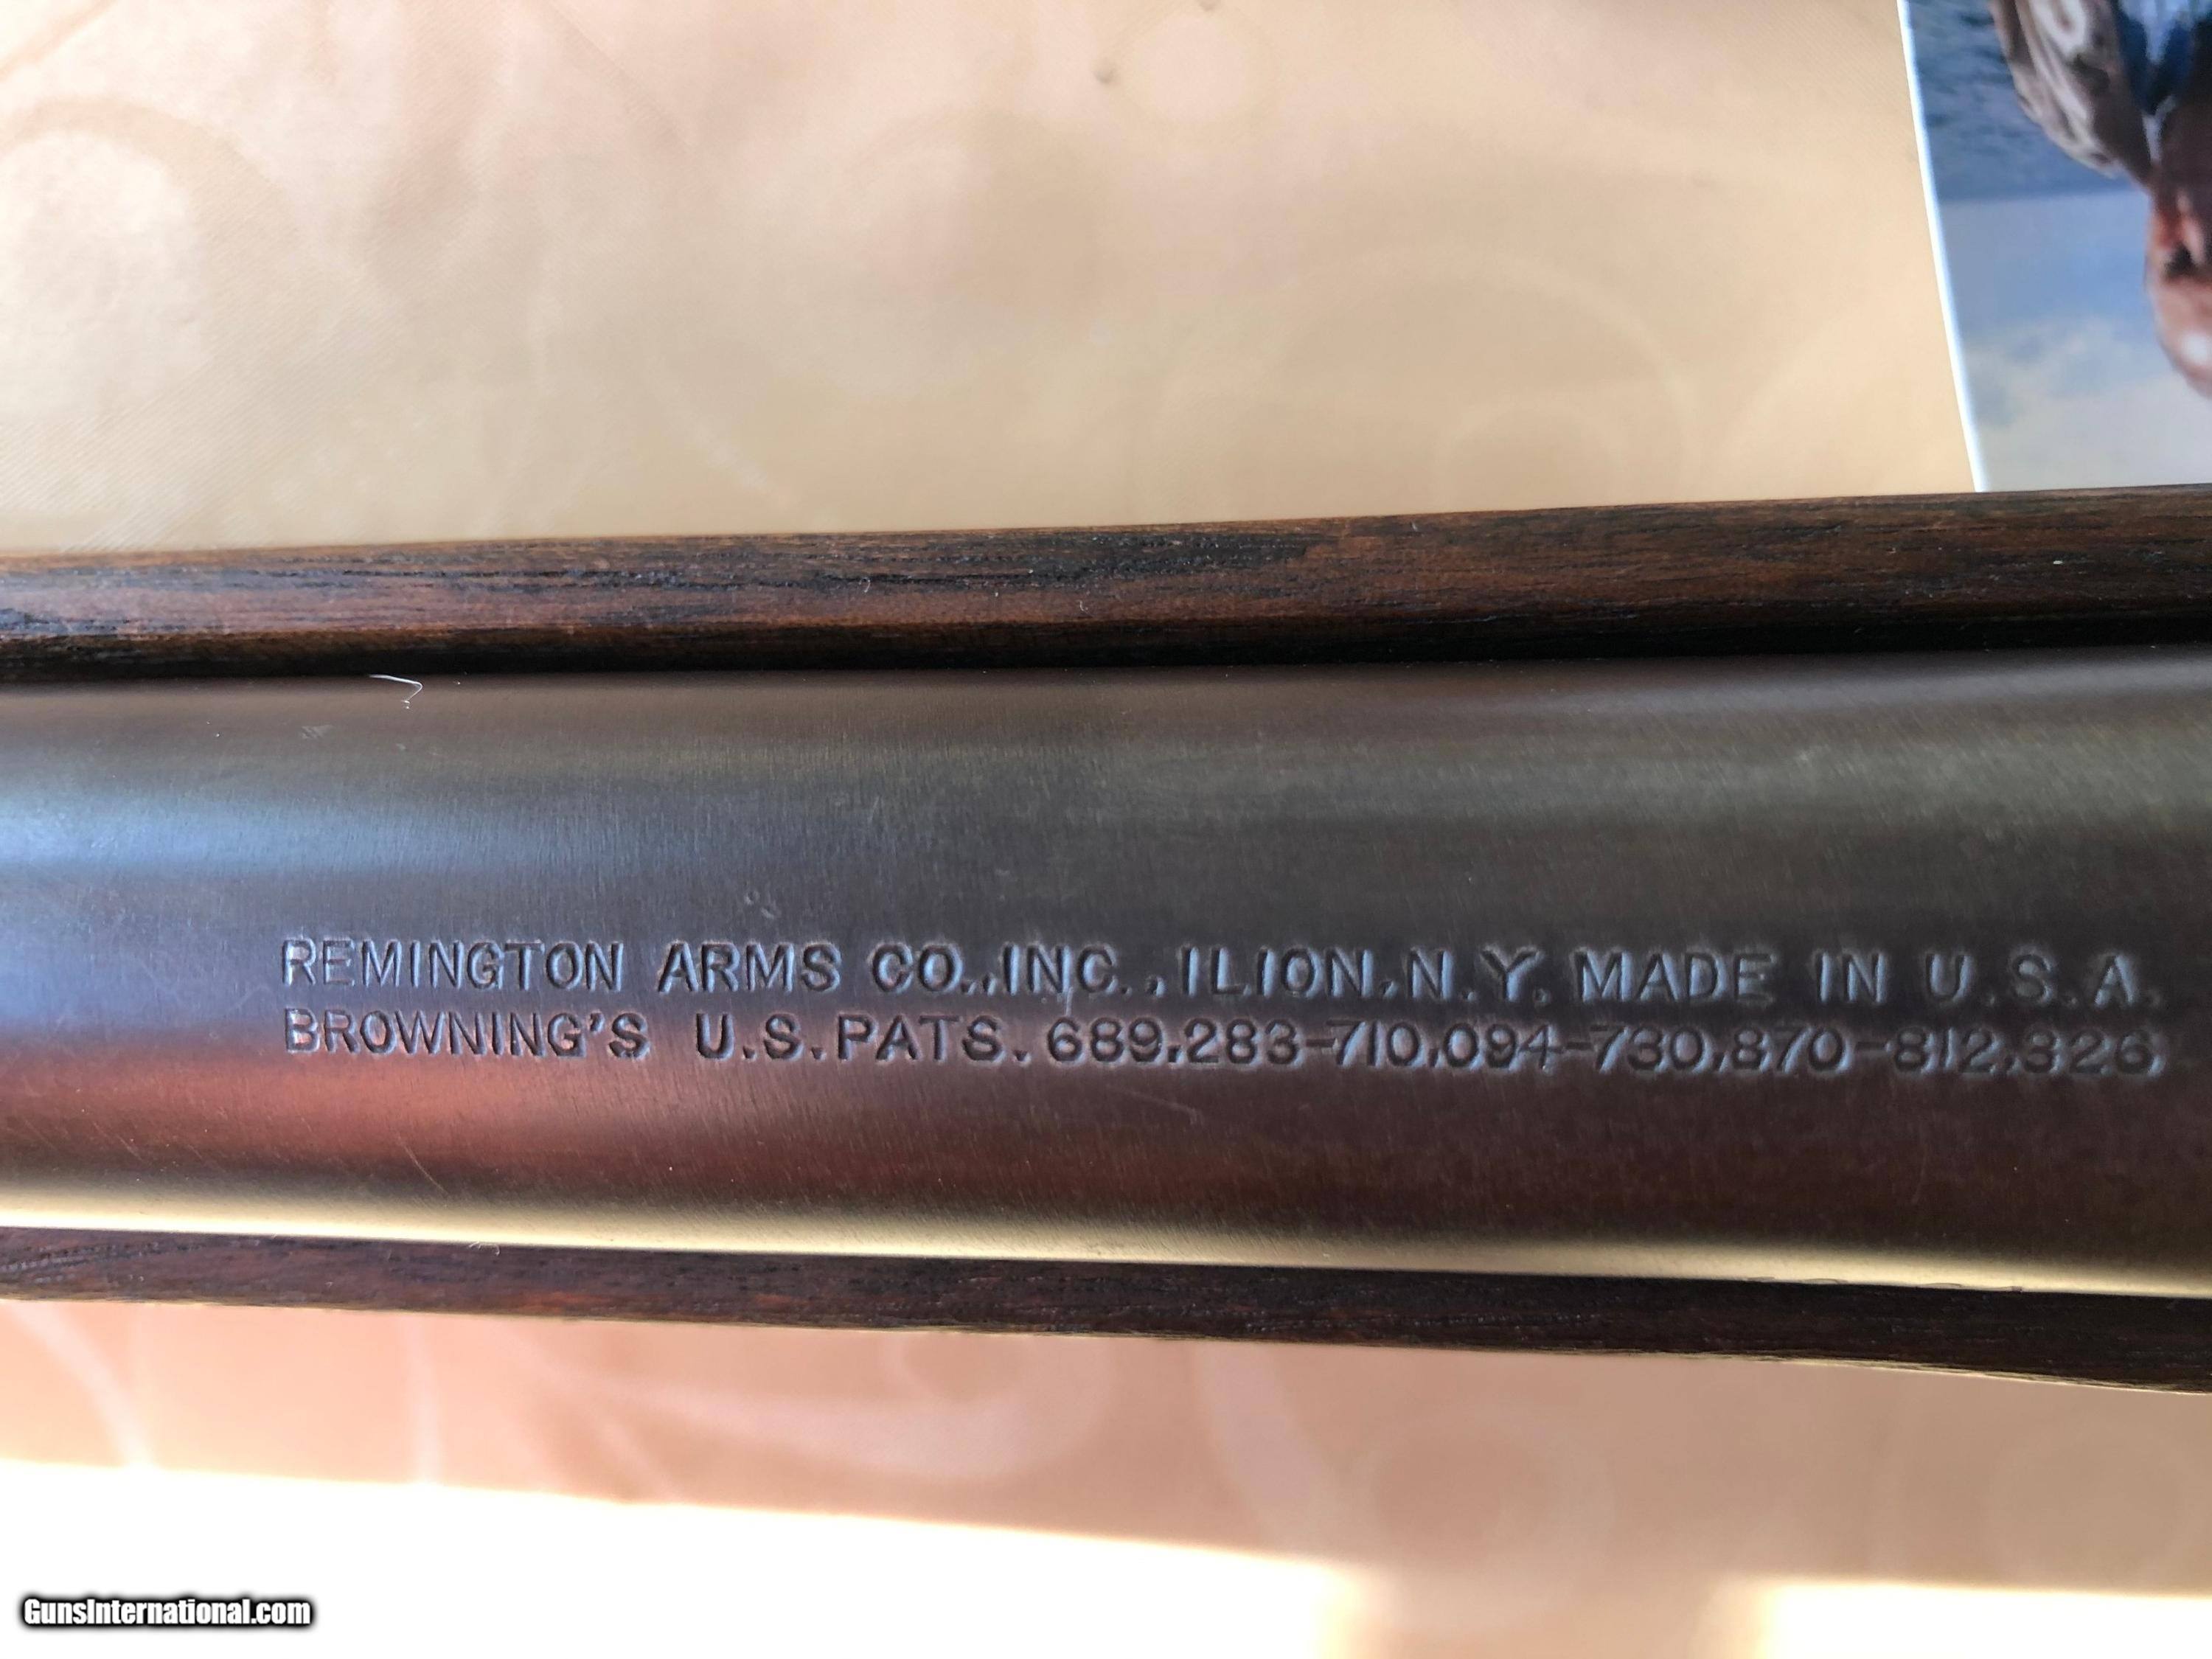 REMINGTON ARMS CO., INC., ILION, N.Y. MADE IN U.S.A.
BROWNING'S U.S. PATS. 689,283-710,094-730,870-812,326,
GunsInternational.com